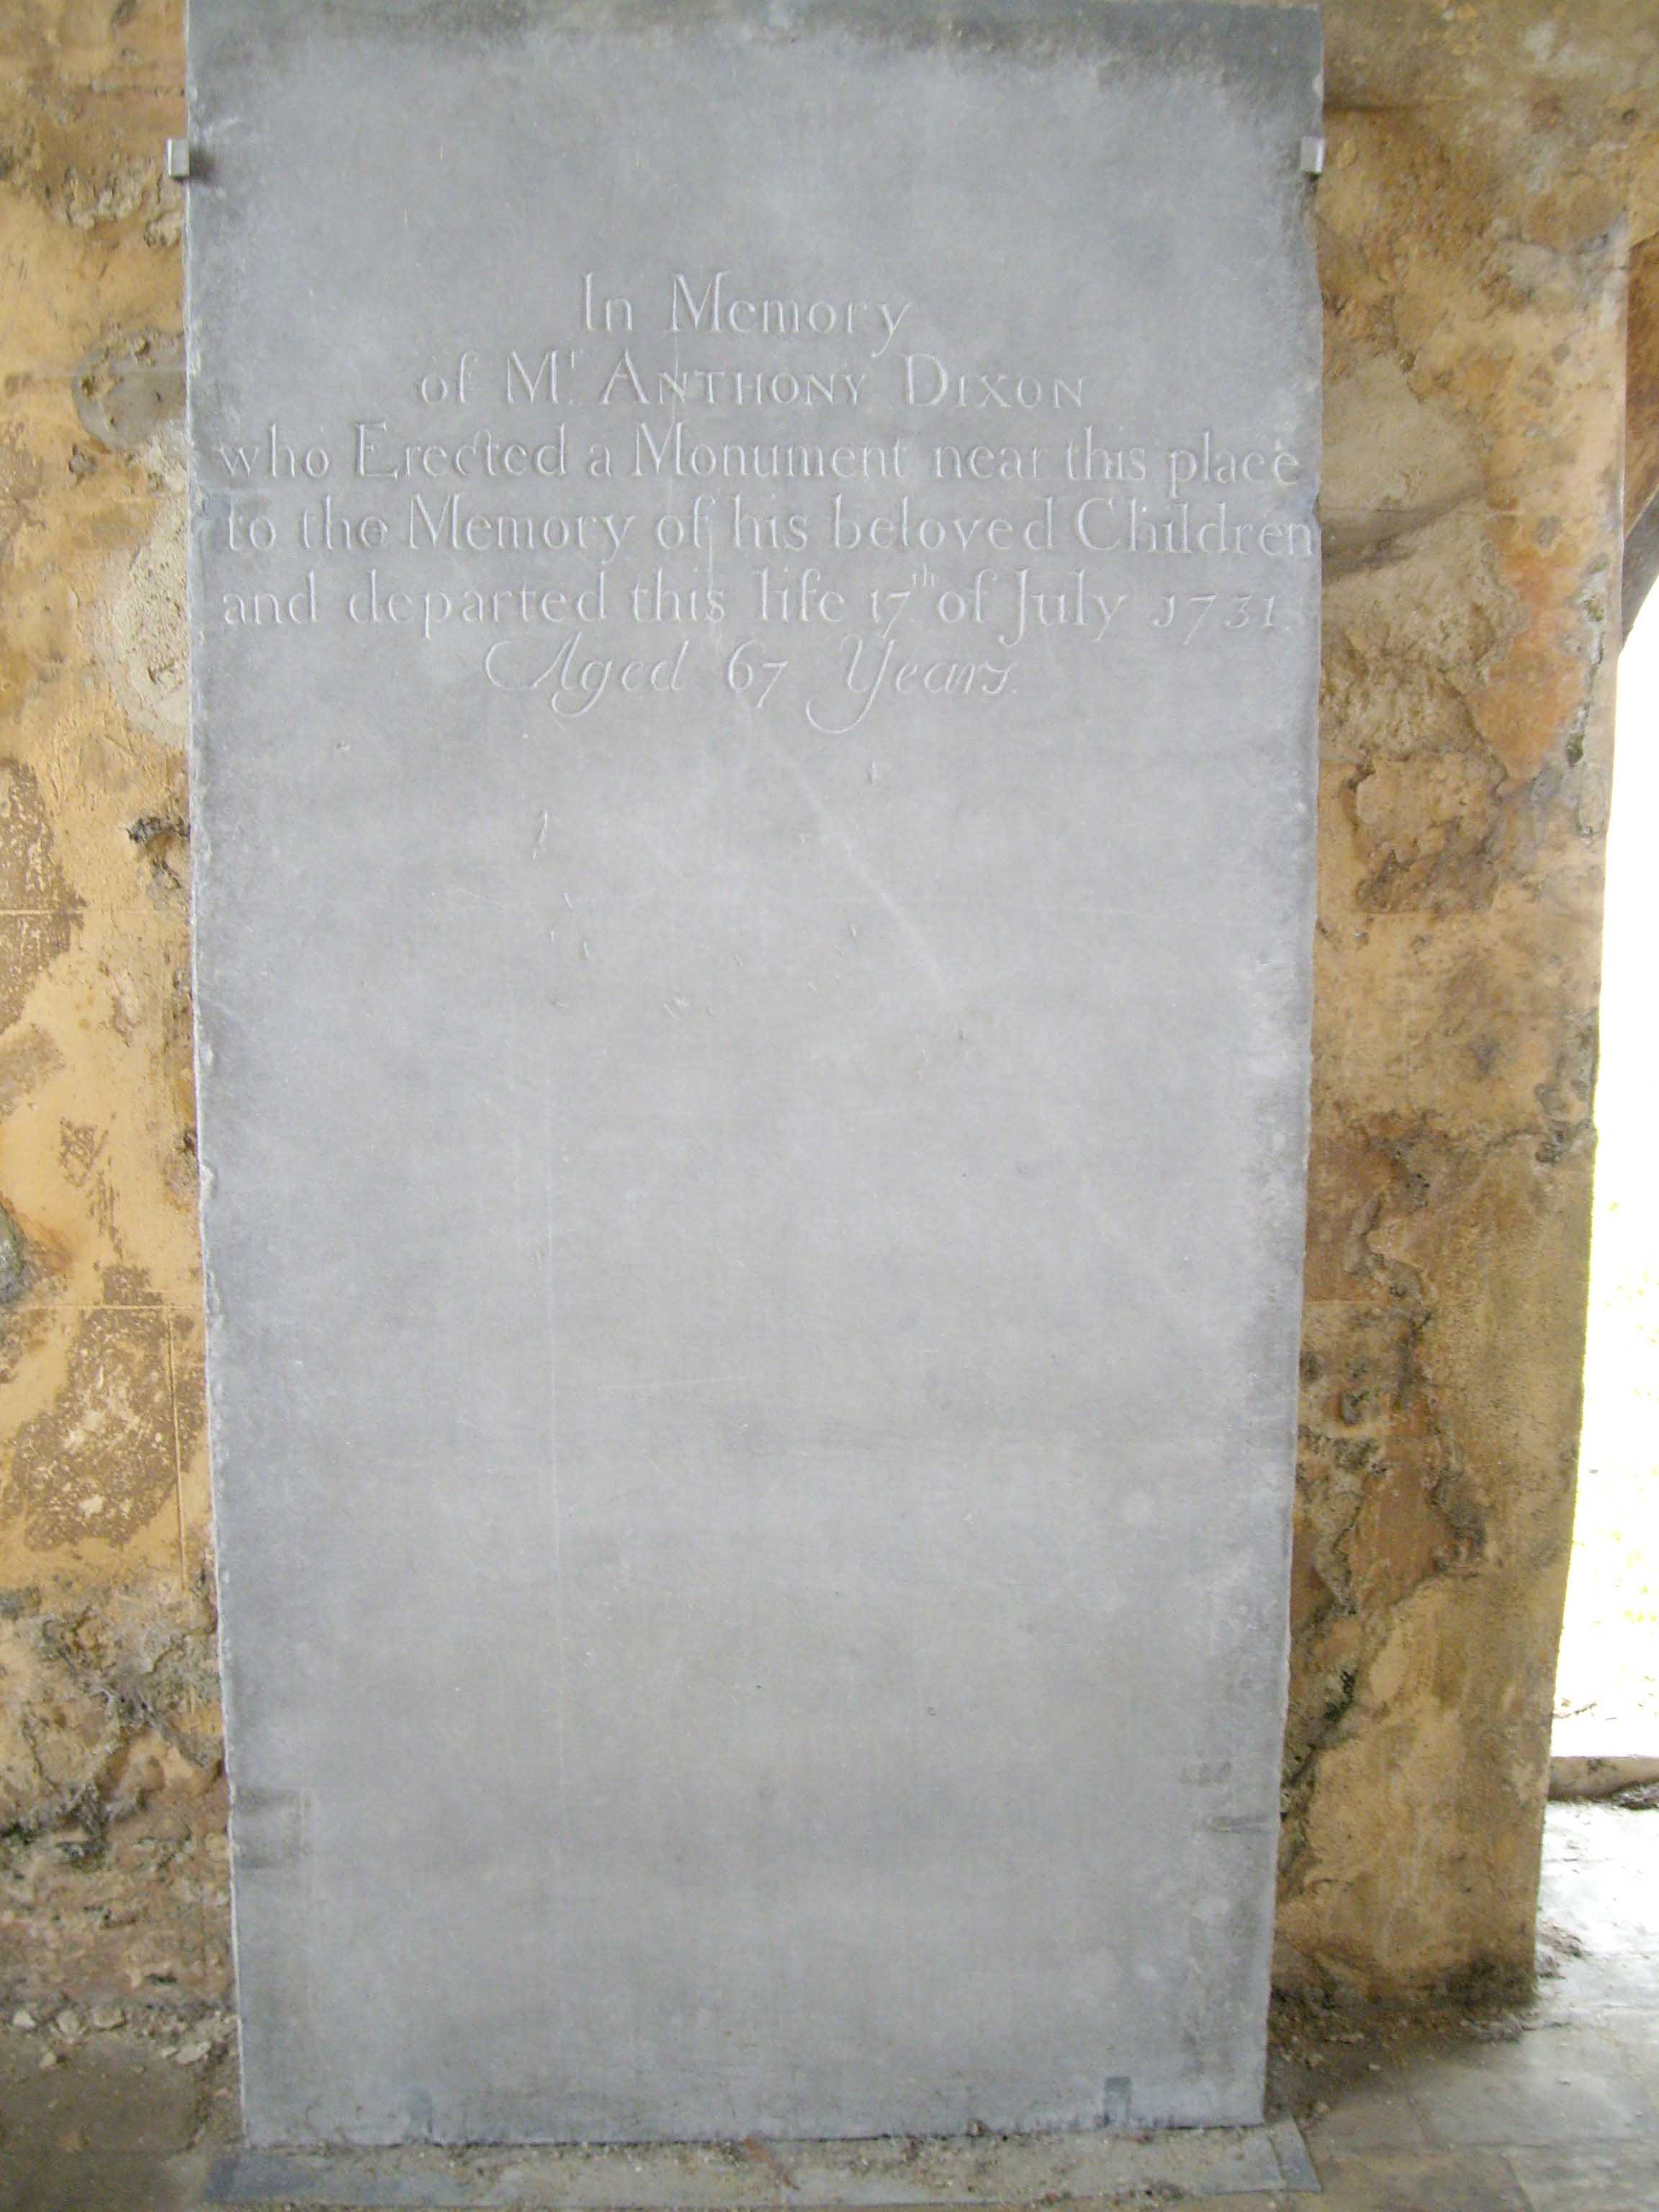 In Memory
of Mr. ANTHONY DIXON
who Erected a Monument near this place
to the Memory of his beloved Children
and departed this life 17th of July 1731.
Aged 67 Years.